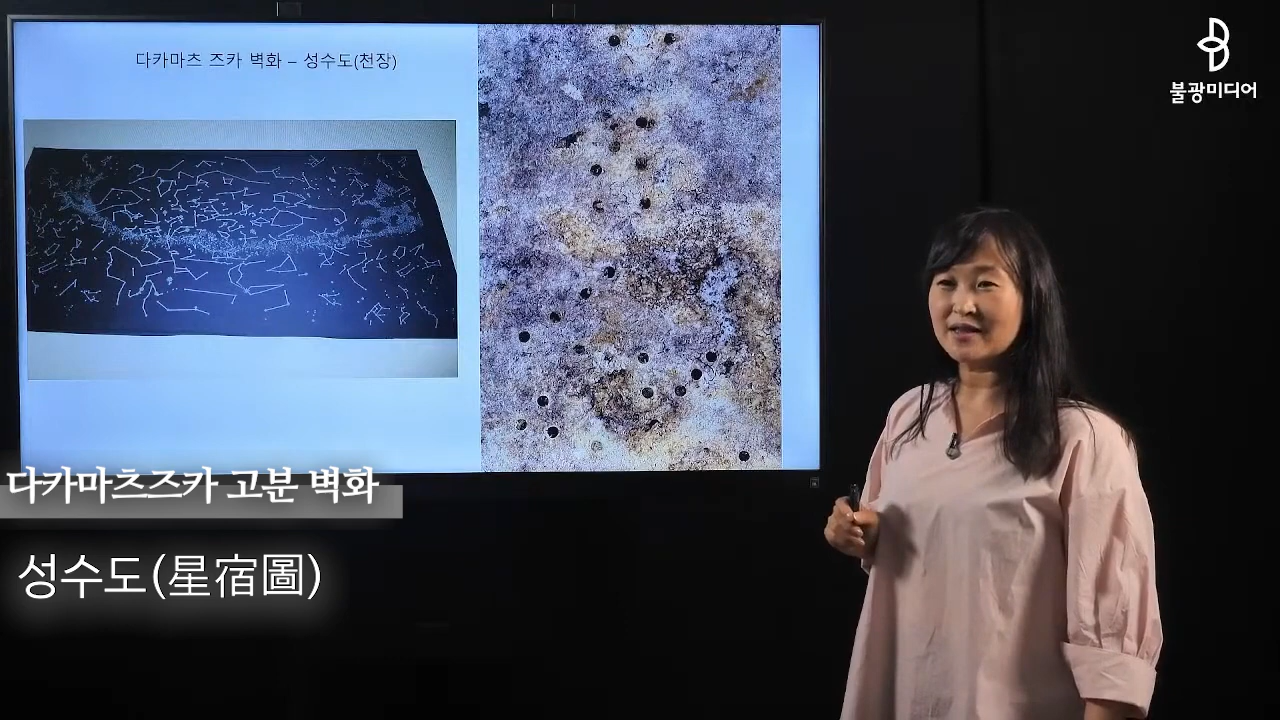 다카마츠 즈카 벽화 – 성수도(천장)
불광미디어
다카마츠즈카 고분 벽화
성수도(星宿圖)